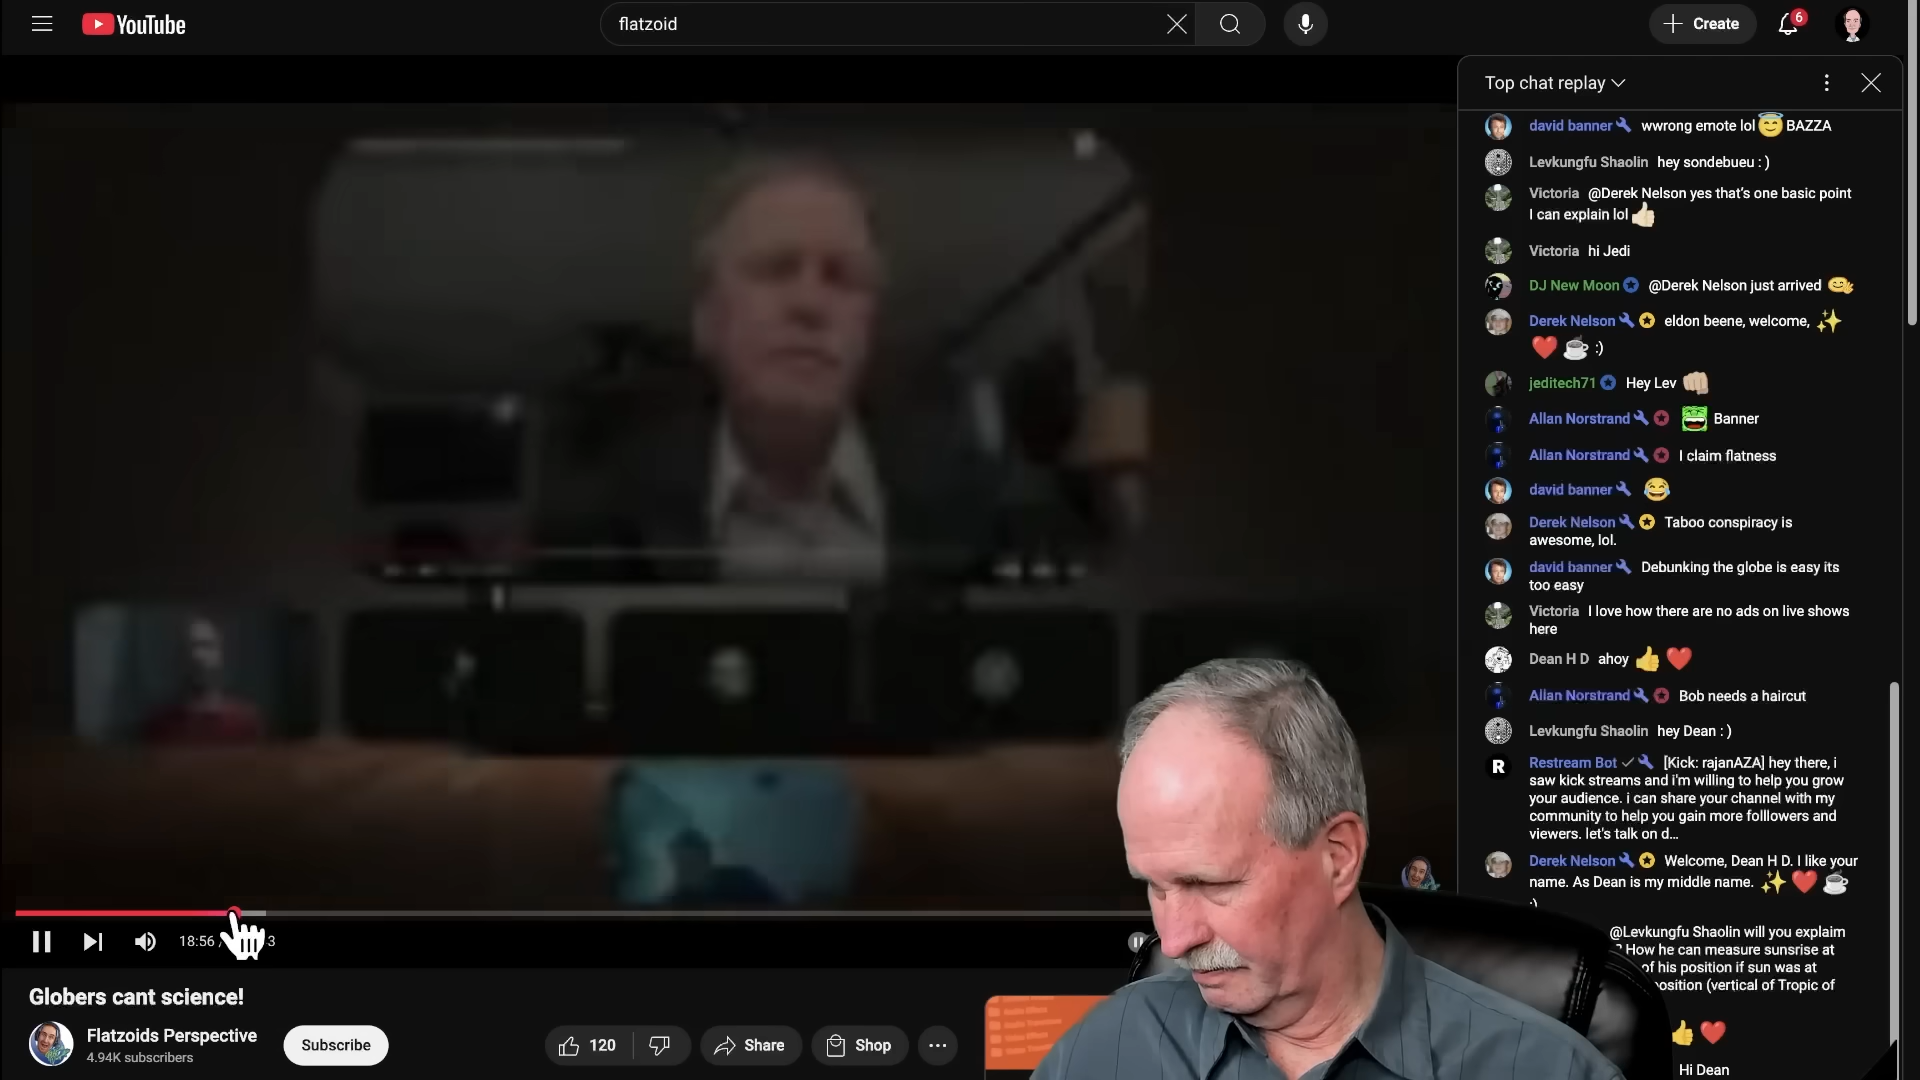 YouTube
flatzoid
Create
6
Top chat replay
david banner wwrong emote lol BAZZA
Levkungfu Shaolin hey sondebueu : )
Victoria @Derek Nelson yes that's one basic point
I can explain lol
Victoria hi Jedi
DJ New Moon @Derek Nelson just arrived
Derek Nelson eldon beene, welcome,
:)
jeditech71 Hey Lev
Allan Norstrand Banner
Allan Norstrand I claim flatness
david banner
Derek Nelson Taboo conspiracy is
awesome, lol.
david banner Debunking the globe is easy its
too easy
Victoria I love how there are no ads on live shows
here
Dean H D ahoy
Allan Norstrand Bob needs a haircut
Levkungfu Shaolin hey Dean : )
R
Restream Bot [Kick: rajanAZA] hey there, i
saw kick streams and i'm willing to help you grow
your audience. i can share your channel with my
community to help you gain more folllowers and
viewers. let's talk on d...
Derek Nelson Welcome, Dean H D. I like your
name. As Dean is my middle name.
:)
@Levkungfu Shaolin will you explaim
? How he can measure sunsrise at
of his position if sun was at
position (vertical of Tropic of
Hi Dean
18:56 / 3
Globers cant science!
Flatzoids Perspective
4.94K subscribers
Subscribe
120
Share
Shop